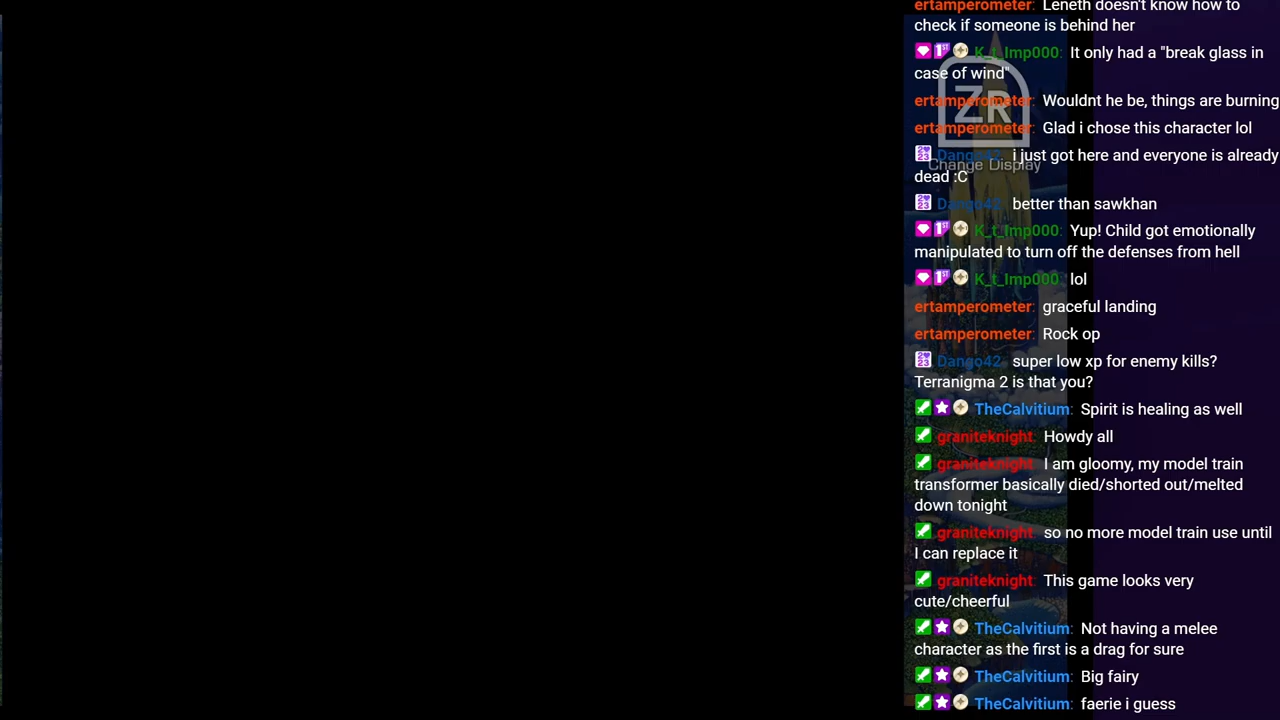 ertamperometer: Leneth doesn't know how to
check if someone is behind her
K_t_Imp000: It only had a "break glass in
case of wind"
ZR
ertamperometer: Wouldnt he be, things are burning
ertamperometer: Glad i chose this character lol
Dango42: i just got here and everyone is already
Change Display
dead :C
Dango42: better than sawkhan
K_t_Imp000: Yup! Child got emotionally
manipulated to turn off the defenses from hell
K_t_Imp000: lol
ertamperometer: graceful landing
ertamperometer: Rock op
Dango42: super low xp for enemy kills?
Terranigma 2 is that you?
TheCalvitium: Spirit is healing as well
graniteknight: Howdy all
graniteknight: I am gloomy, my model train
transformer basically died/shorted out/melted
down tonight
graniteknight: so no more model train use until
I can replace it
graniteknight: This game looks very
cute/cheerful
TheCalvitium: Not having a melee
character as the first is a drag for sure
TheCalvitium: Big fairy
TheCalvitium: faerie i guess